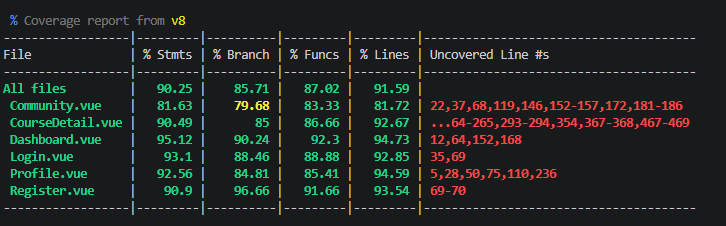 % Coverage report from v8
-------------------|---------|----------|---------|---------|-------------------------------------
File               | % Stmts | % Branch | % Funcs | % Lines | Uncovered Line #s
-------------------|---------|----------|---------|---------|-------------------------------------
All files          |   90.25 |    85.71 |   87.02 |   91.59 |
 Community.vue     |   81.63 |    79.68 |   83.33 |   81.72 | 22,37,68,119,146,152-157,172,181-186
 CourseDetail.vue  |   90.49 |       85 |   86.66 |   92.67 | ...64-265,293-294,354,367-368,467-469
 Dashboard.vue     |   95.12 |    90.24 |    92.3 |   94.73 | 12,64,152,168
 Login.vue         |    93.1 |    88.46 |   88.88 |   92.85 | 35,69
 Profile.vue       |   92.56 |    84.81 |   85.41 |   94.59 | 5,28,50,75,110,236
 Register.vue      |    90.9 |    96.66 |   91.66 |   93.54 | 69-70
-------------------|---------|----------|---------|---------|-------------------------------------